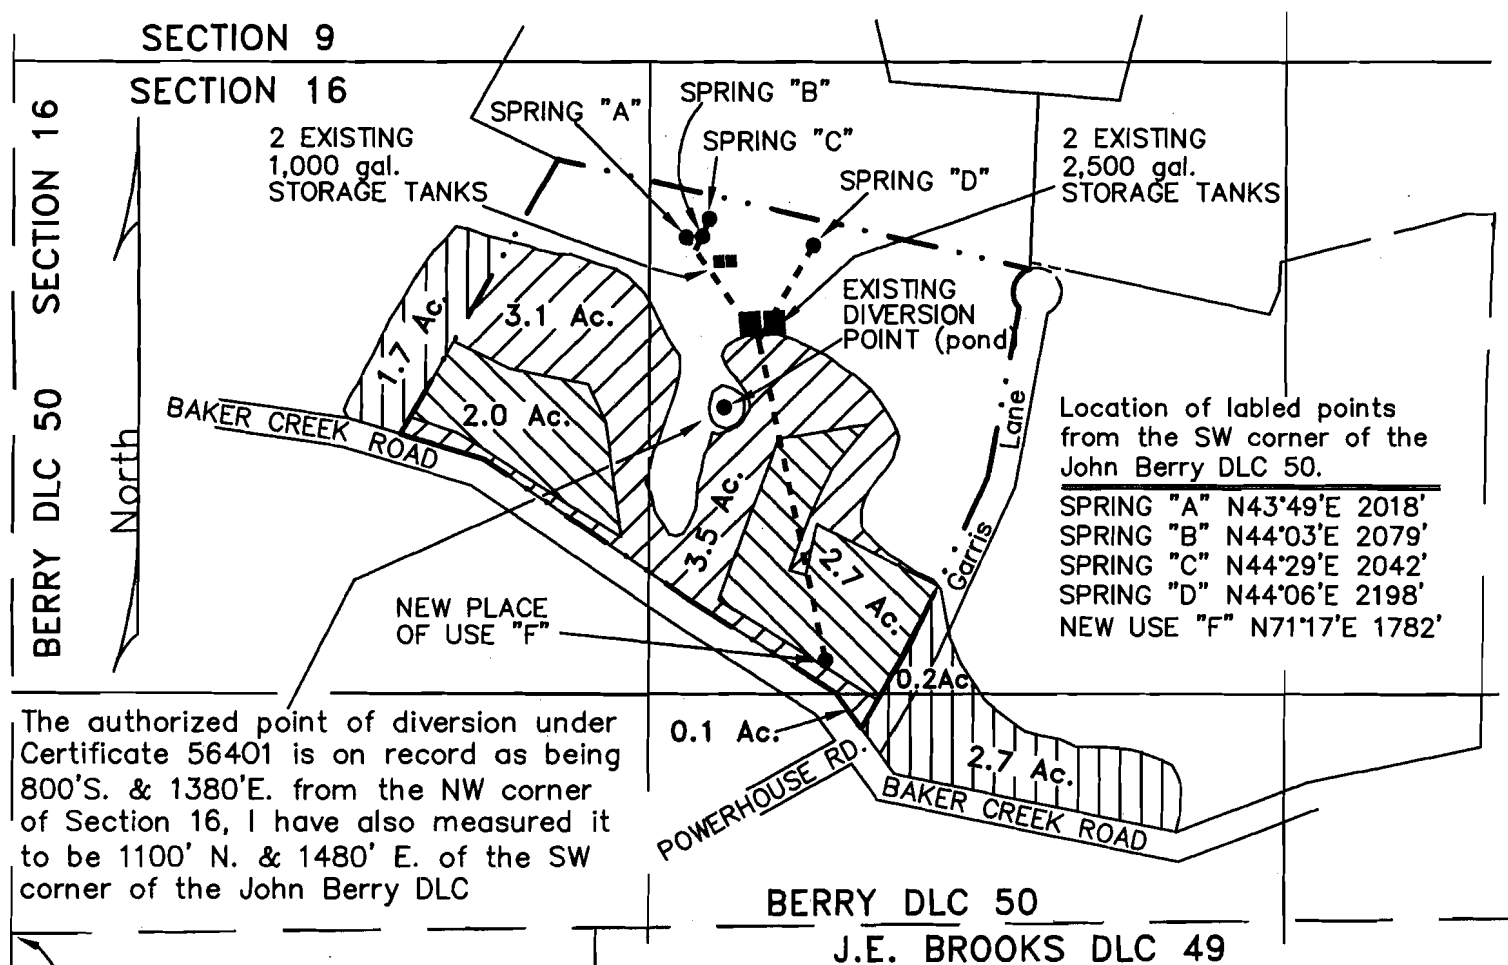 SECTION 9
SECTION 16
SECTION 16
BERRY DLC 50
North
SPRING "A"
SPRING "B"
SPRING "C"
SPRING "D"
2 EXISTING
1,000 gal.
STORAGE TANKS
2 EXISTING
2,500 gal.
STORAGE TANKS
EXISTING
DIVERSION
POINT (pond)
1.7 Ac.
3.1 Ac.
2.0 Ac.
3.5 Ac.
2.7 Ac.
0.2Ac
0.1 Ac.
2.7 Ac.
BAKER CREEK ROAD
Garris Lane
NEW PLACE
OF USE "F"
POWERHOUSE RD.
BAKER CREEK ROAD
Location of labled points
from the SW corner of the
John Berry DLC 50.
SPRING "A" N43°49'E 2018'
SPRING "B" N44°03'E 2079'
SPRING "C" N44°29'E 2042'
SPRING "D" N44°06'E 2198'
NEW USE "F" N71°17'E 1782'
The authorized point of diversion under
Certificate 56401 is on record as being
800'S. & 1380'E. from the NW corner
of Section 16, I have also measured it
to be 1100' N. & 1480' E. of the SW
corner of the John Berry DLC
BERRY DLC 50
J.E. BROOKS DLC 49